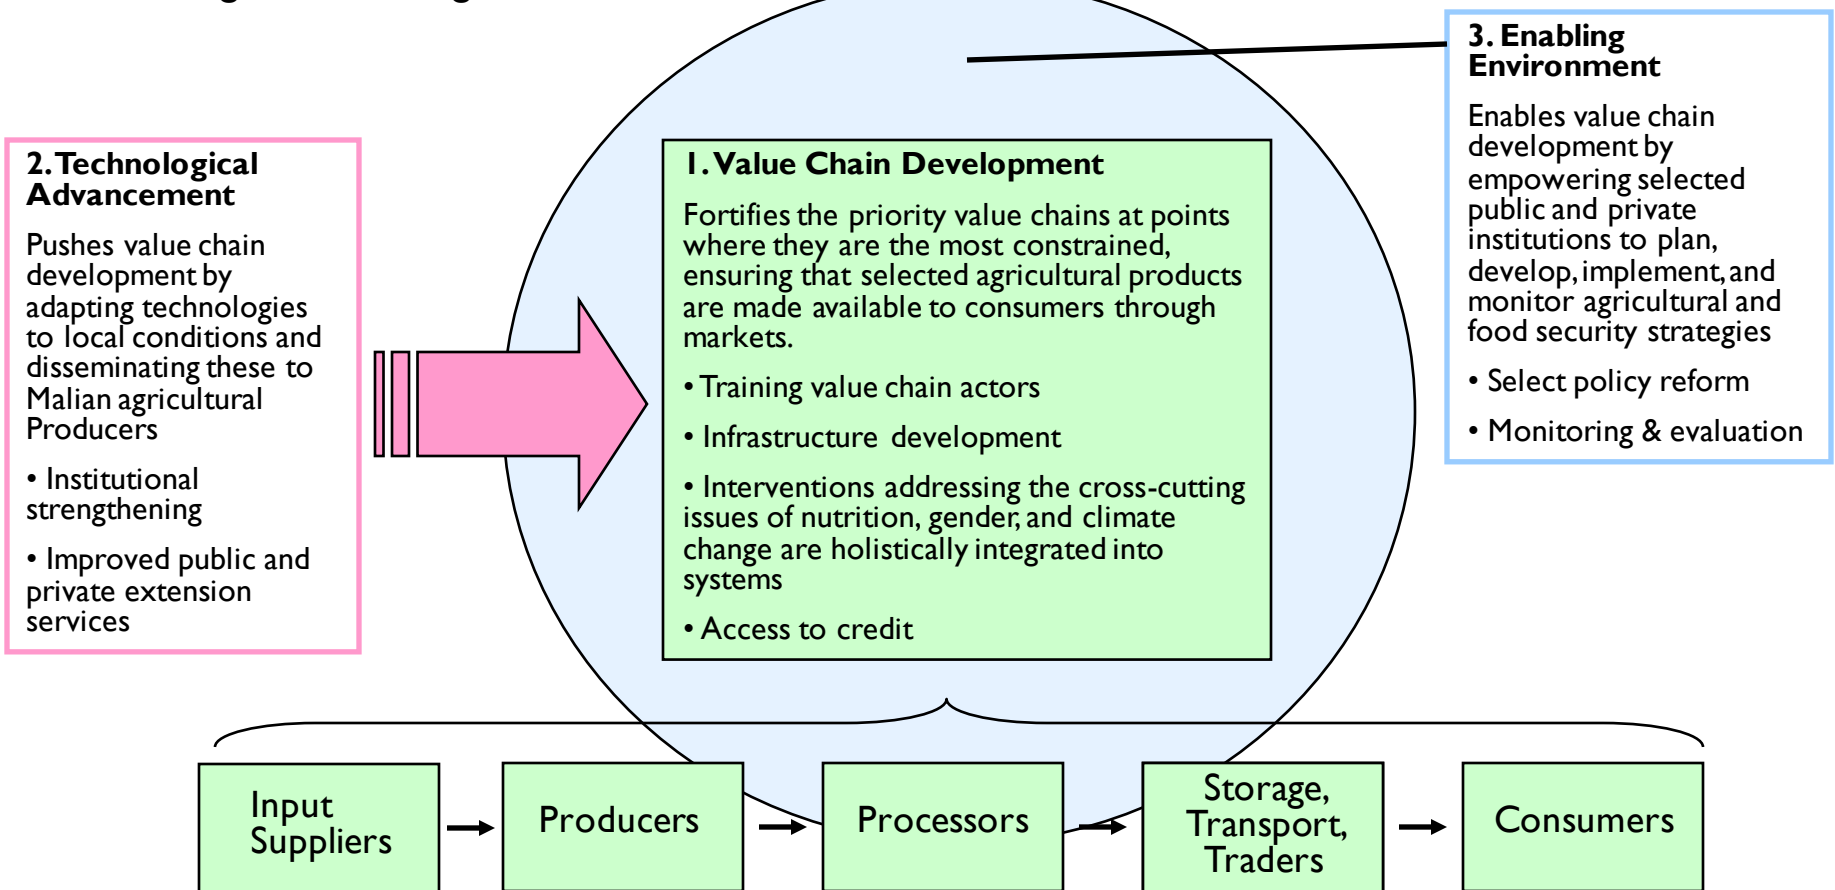 2. Technological
Advancement
Pushes value chain
development by
adapting technologies
to local conditions and
disseminating these to
Malian agricultural
Producers
• Institutional
strengthening
• Improved public and
private extension
services
1. Value Chain Development
Fortifies the priority value chains at points
where they are the most constrained,
ensuring that selected agricultural products
are made available to consumers through
markets.
• Training value chain actors
• Infrastructure development
• Interventions addressing the cross-cutting
issues of nutrition, gender, and climate
change are holistically integrated into
systems
• Access to credit
3. Enabling
Environment
Enables value chain
development by
empowering selected
public and private
institutions to plan,
develop, implement, and
monitor agricultural and
food security strategies
• Select policy reform
• Monitoring & evaluation
Input
Suppliers
Producers
Processors
Storage,
Transport,
Traders
Consumers